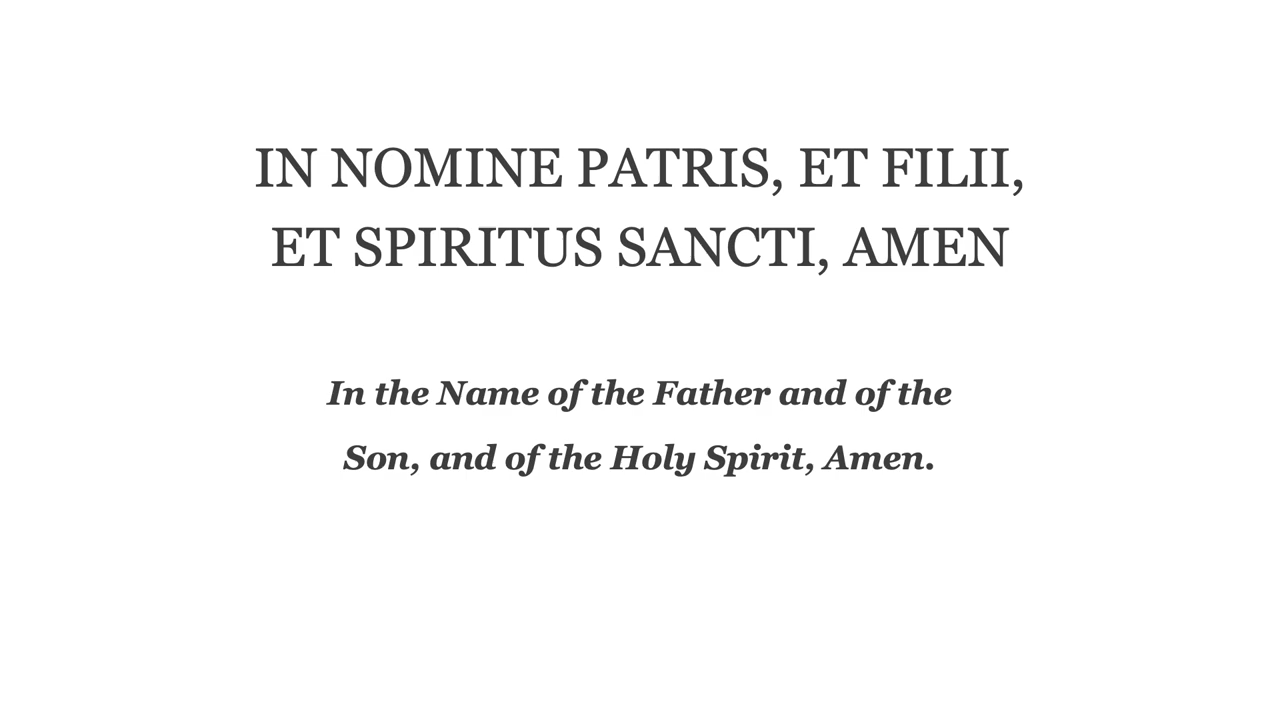 IN NOMINE PATRIS, ET FILII,
ET SPIRITUS SANCTI, AMEN
In the Name of the Father and of the
Son, and of the Holy Spirit, Amen.